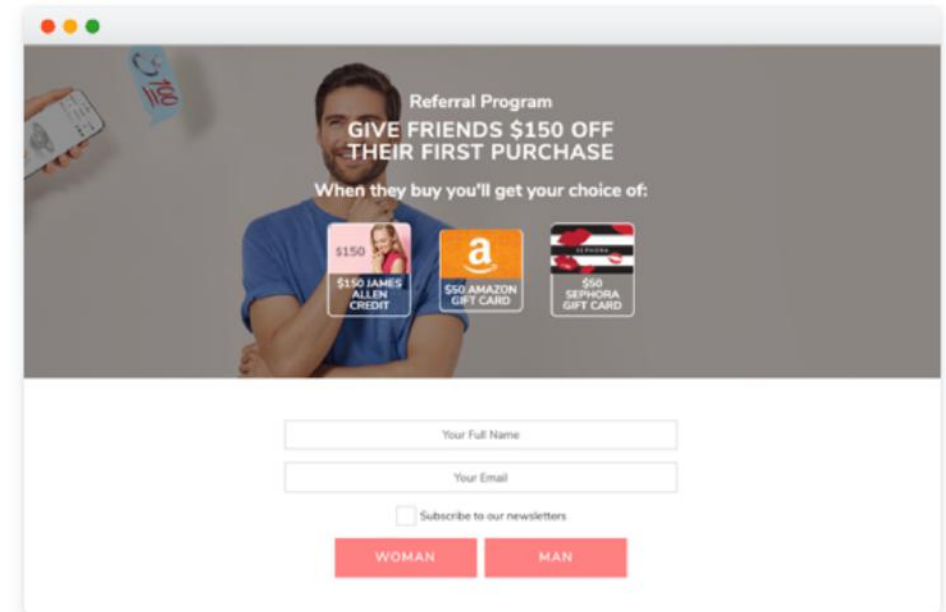 100
Referral Program
GIVE FRIENDS $150 OFF
THEIR FIRST PURCHASE
When they buy you'll get your choice of:
$150
$150 JAMES
ALLEN
CREDIT
a
$50 AMAZON
GIFT CARD
SEPHORA
$50
SEPHORA
GIFT CARD
Your Full Name
Your Email
Subscribe to our newsletters
WOMAN
MAN